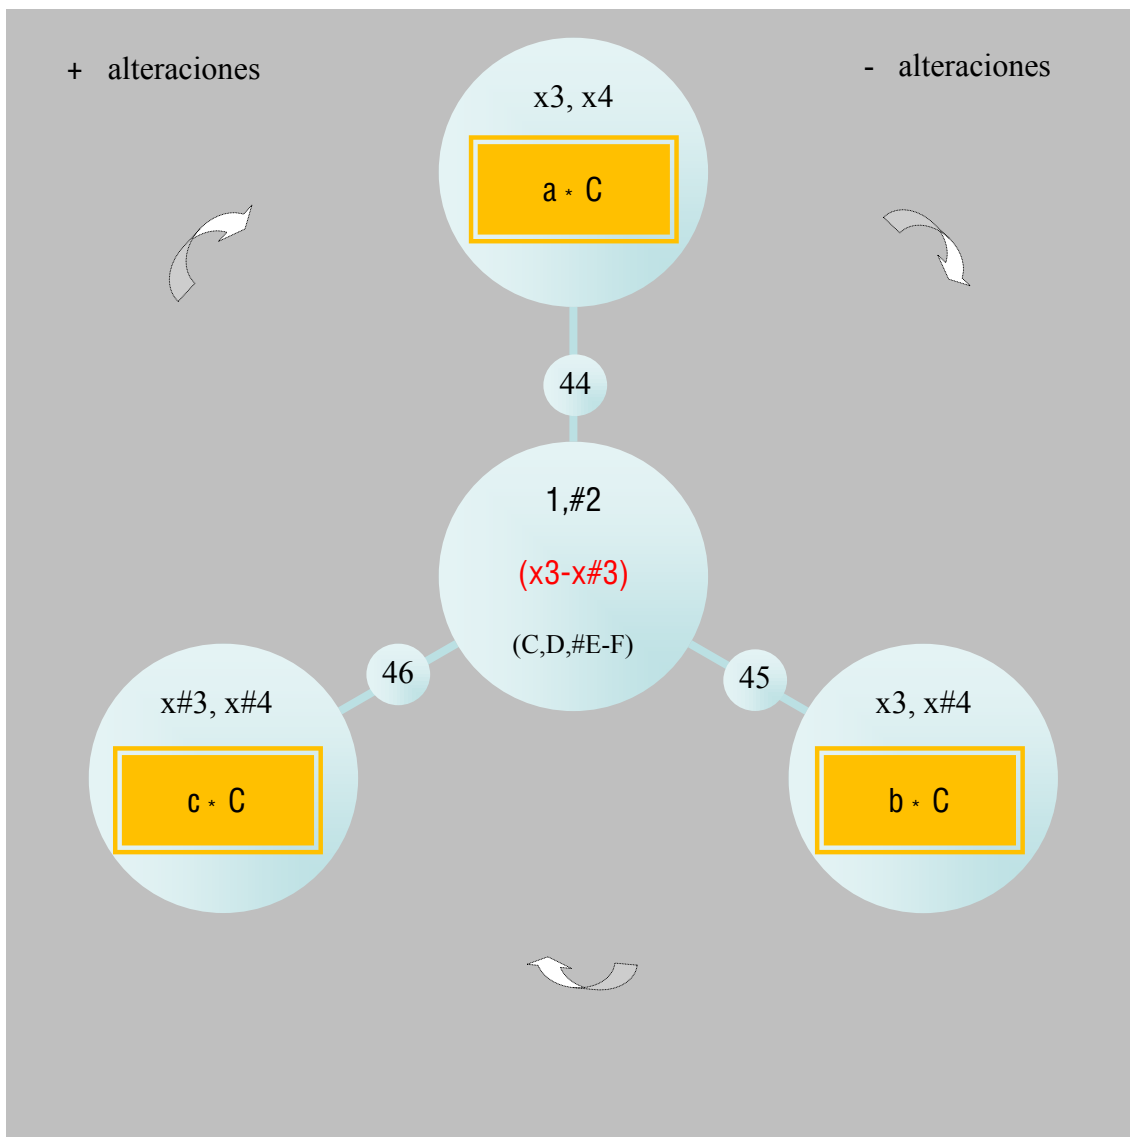 + alteraciones
- alteraciones
x3, x4
a * C
44
1,#2
(x3-x#3)
(C,D,#E-F)
46
45
x#3, x#4
c * C
x3, x#4
b * C